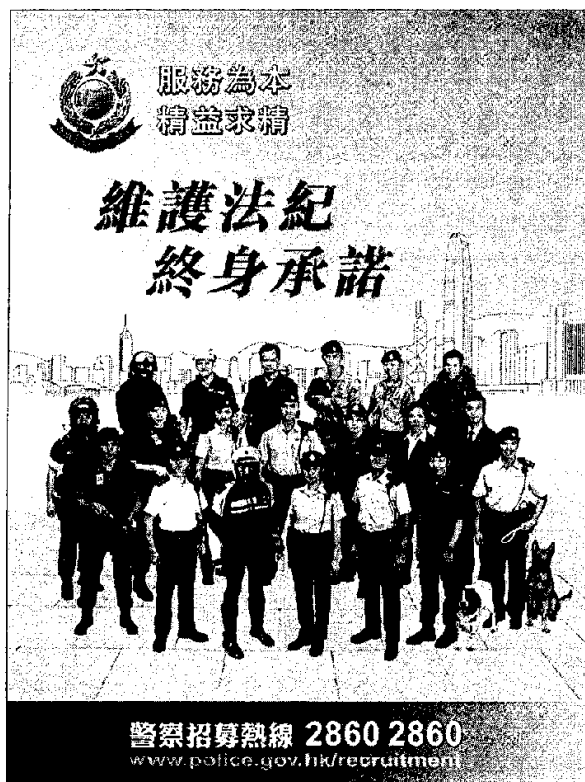 服務為本
精益求精
維護法紀
終身承諾
警察招募熱線 2860 2860
www.police.gov.hk/recruitment